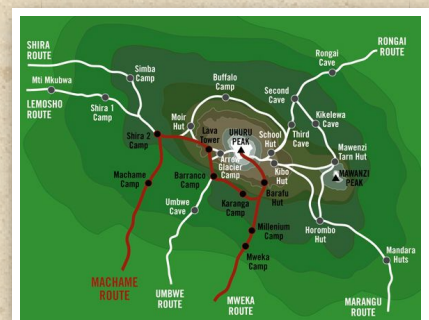 SHIRA
ROUTE
Mti Mkubwa
LEMOSHO
ROUTE
Shira 1
Camp
Simba
Camp
Shira 2
Camp
Moir
Hut
Buffalo
Camp
Lava
Tower
UHURU
PEAK
Arrow
Glacier
Camp
School
Hut
Second
Cave
Rongai
Cave
RONGAI
ROUTE
Third
Cave
Kikelewa
Cave
Mawenzi
Tarn Hut
MAWANZI
PEAK
Kibo
Hut
Machame
Camp
Barranco
Camp
Karanga
Camp
Barafu
Hut
Umbwe
Cave
Millenium
Camp
Mweka
Camp
Horombo
Hut
Mandara
Huts
MACHAME
ROUTE
UMBWE
ROUTE
MWEKA
ROUTE
MARANGU
ROUTE